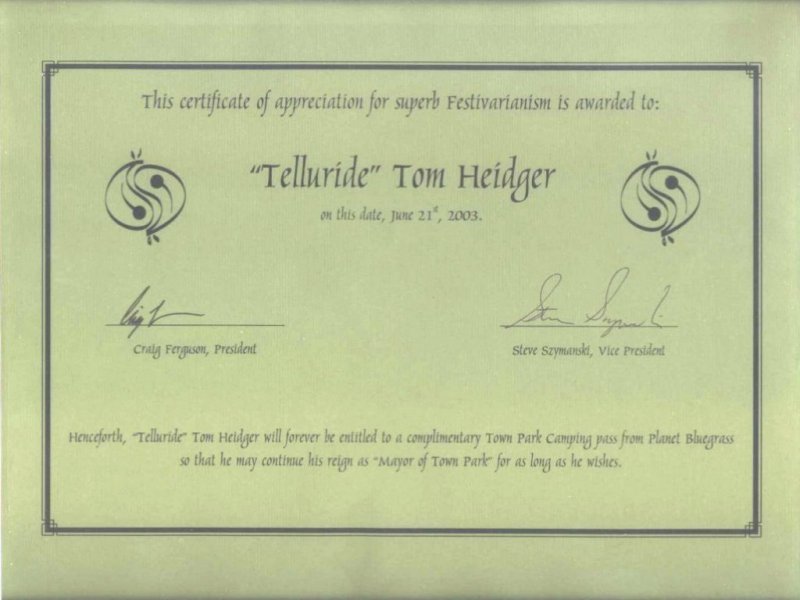 This certificate of appreciation for superb Festivarianism is awarded to:
"Telluride" Tom Heidger
on this date, June 21st, 2003.
Craig Ferguson, President
Steve Szymanski, Vice President
Henceforth, "Telluride" Tom Heidger will forever be entitled to a complimentary Town Park Camping pass from Planet Bluegrass
so that he may continue his reign as "Mayor of Town Park" for as long as he wishes.